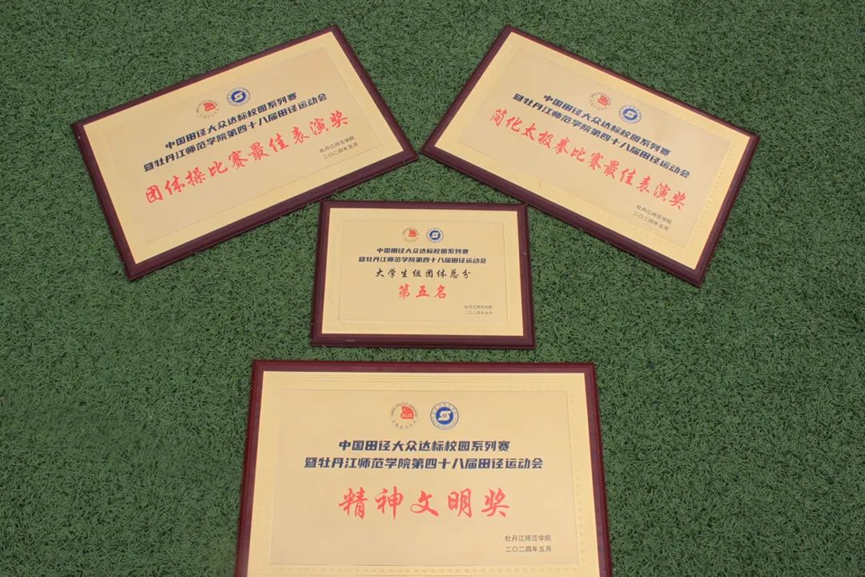 中国田径大众达标校园系列赛
暨牡丹江师范学院第四十八届田径运动会
团体操比赛最佳表演奖
牡丹江师范学院
二〇二四年五月
中国田径大众达标校园系列赛
暨牡丹江师范学院第四十八届田径运动会
简化太极拳比赛最佳表演奖
牡丹江师范学院
二〇二四年五月
中国田径大众达标校园系列赛
暨牡丹江师范学院第四十八届田径运动会
大学生组团体总分
第五名
牡丹江师范学院
二〇二四年五月
中国田径大众达标校园系列赛
暨牡丹江师范学院第四十八届田径运动会
精神文明奖
牡丹江师范学院
二〇二四年五月